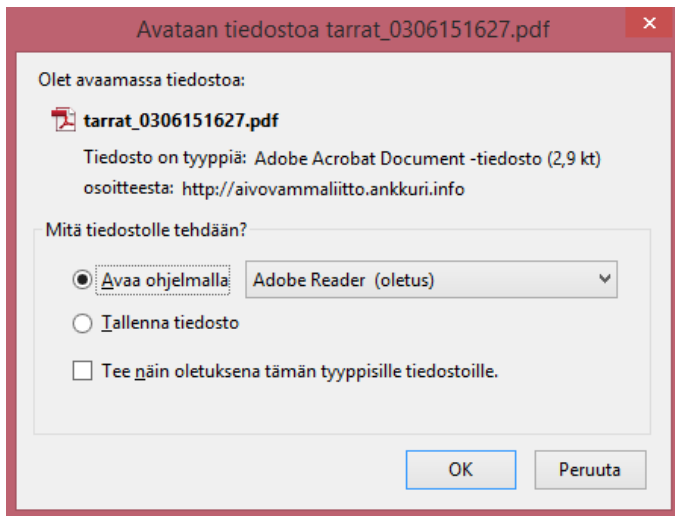 Avataan tiedostoa tarrat_0306151627.pdf
Olet avaamassa tiedostoa:
tarrat_0306151627.pdf
Tiedosto on tyyppiä: Adobe Acrobat Document -tiedosto (2,9 kt)
osoitteesta: http://aivovammaliitto.ankkuri.info
Mitä tiedostolle tehdään?
Avaa ohjelmalla Adobe Reader (oletus)
Tallenna tiedosto
Tee näin oletuksena tämän tyyppisille tiedostoille.
OK Peruuta